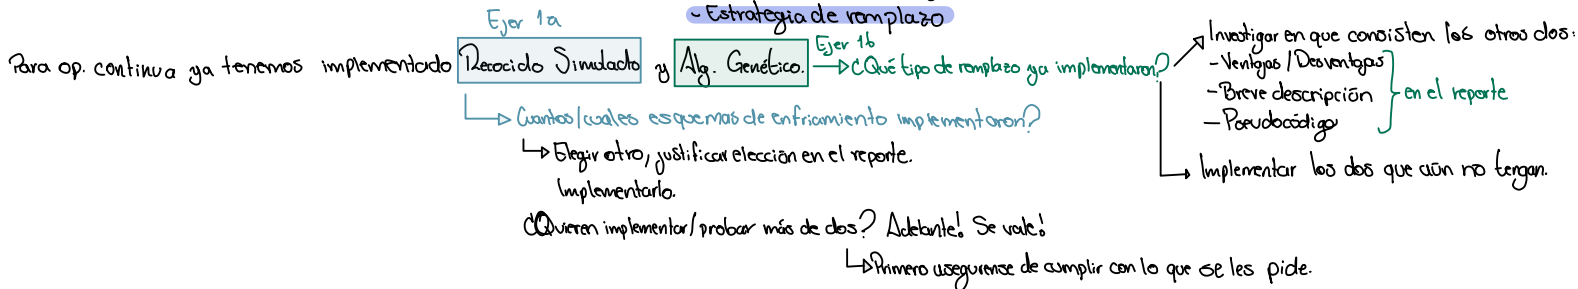 Ejer 1a
- Estrategia de remplazo
Para op. continua ya tenemos implementado Recocido Simulado y Alg. Genético.
Ejer 1b
¿Qué tipo de remplazo ya implementaron?
Investigar en que consisten los otros dos:
- Ventajas / Desventajas
- Breve descripción
- Pseudocódigo
en el reporte
Implementar los dos que aún no tengan.
Cuantos/cuales esquemas de enfriamiento implementaron?
Elegir otro, justificar elección en el reporte.
Implementarlo.
¿Quieren implementar/probar más de dos? Adelante! Se vale!
Primero asegurense de cumplir con lo que se les pide.